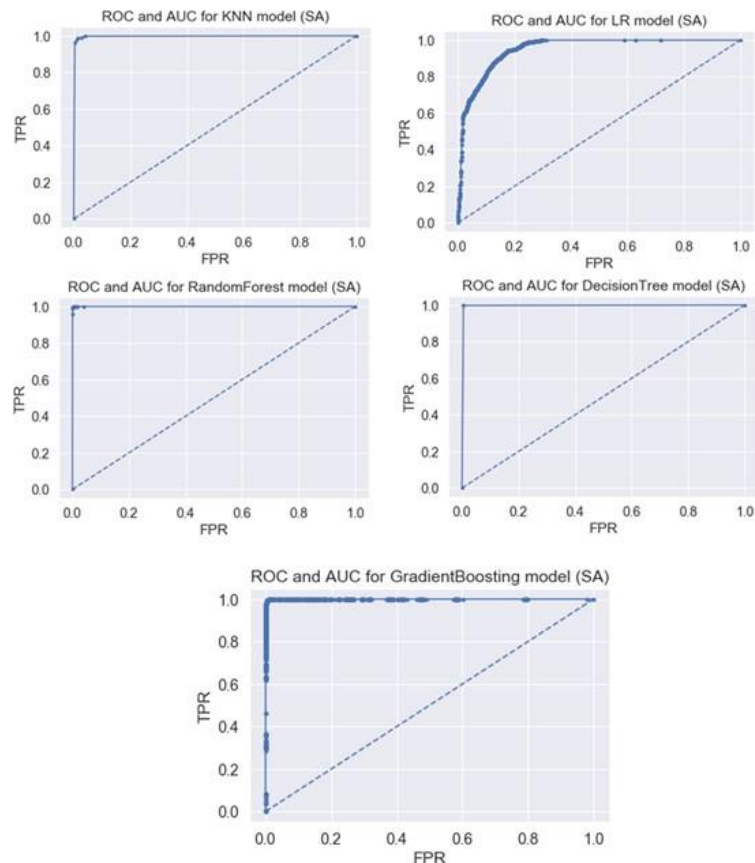 ROC and AUC for KNN model (SA)
1.0
0.8
0.6
0.4
0.2
0.0
TPR
0.0 0.2 0.4 0.6 0.8 1.0
FPR
ROC and AUC for LR model (SA)
1.0
0.8
0.6
0.4
0.2
0.0
TPR
0.0 0.2 0.4 0.6 0.8 1.0
FPR
ROC and AUC for RandomForest model (SA)
1.0
0.8
0.6
0.4
0.2
0.0
TPR
0.0 0.2 0.4 0.6 0.8 1.0
FPR
ROC and AUC for DecisionTree model (SA)
1.0
0.8
0.6
0.4
0.2
0.0
TPR
0.0 0.2 0.4 0.6 0.8 1.0
FPR
ROC and AUC for GradientBoosting model (SA)
1.0
0.8
0.6
0.4
0.2
0.0
TPR
0.0 0.2 0.4 0.6 0.8 1.0
FPR